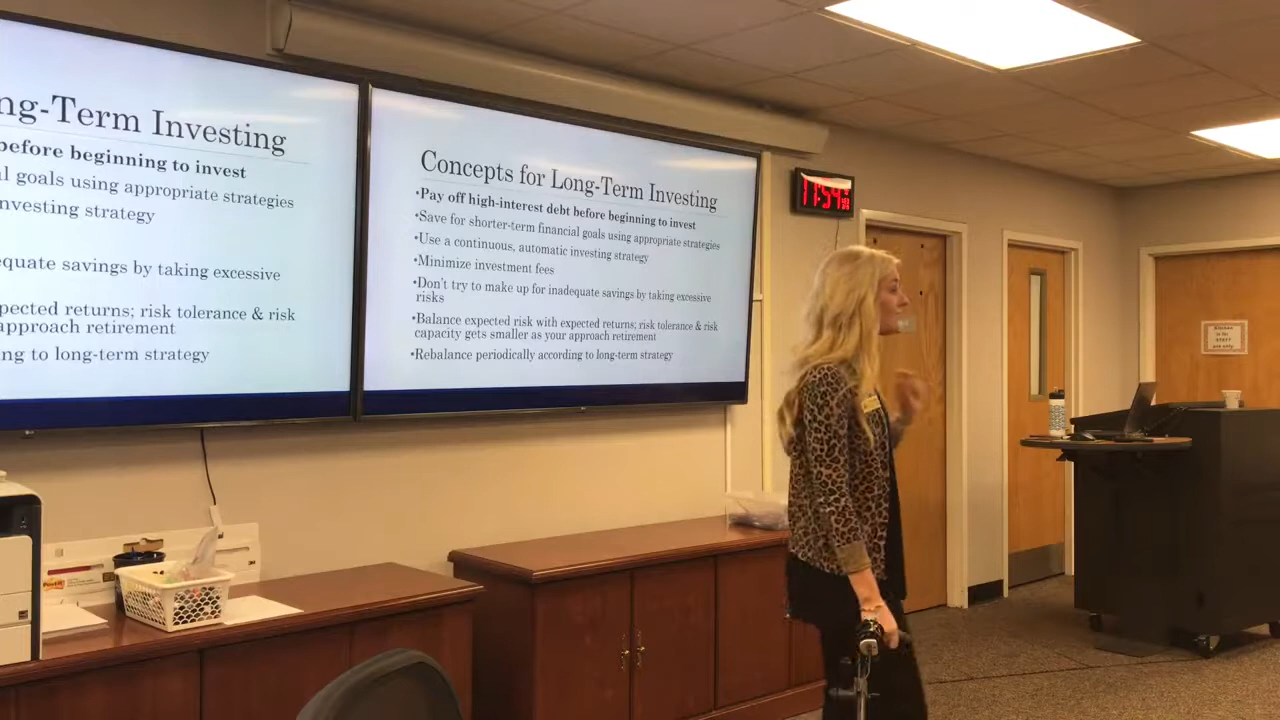 ng-Term Investing
before beginning to invest
l goals using appropriate strategies
nvesting strategy
equate savings by taking excessive
pected returns; risk tolerance & risk
approach retirement
ng to long-term strategy
Concepts for Long-Term Investing
•Pay off high-interest debt before beginning to invest
•Save for shorter-term financial goals using appropriate strategies
•Use a continuous, automatic investing strategy
•Minimize investment fees
•Don't try to make up for inadequate savings by taking excessive
risks
•Balance expected risk with expected returns; risk tolerance & risk
capacity gets smaller as your approach retirement
•Rebalance periodically according to long-term strategy
11:59
Post-it